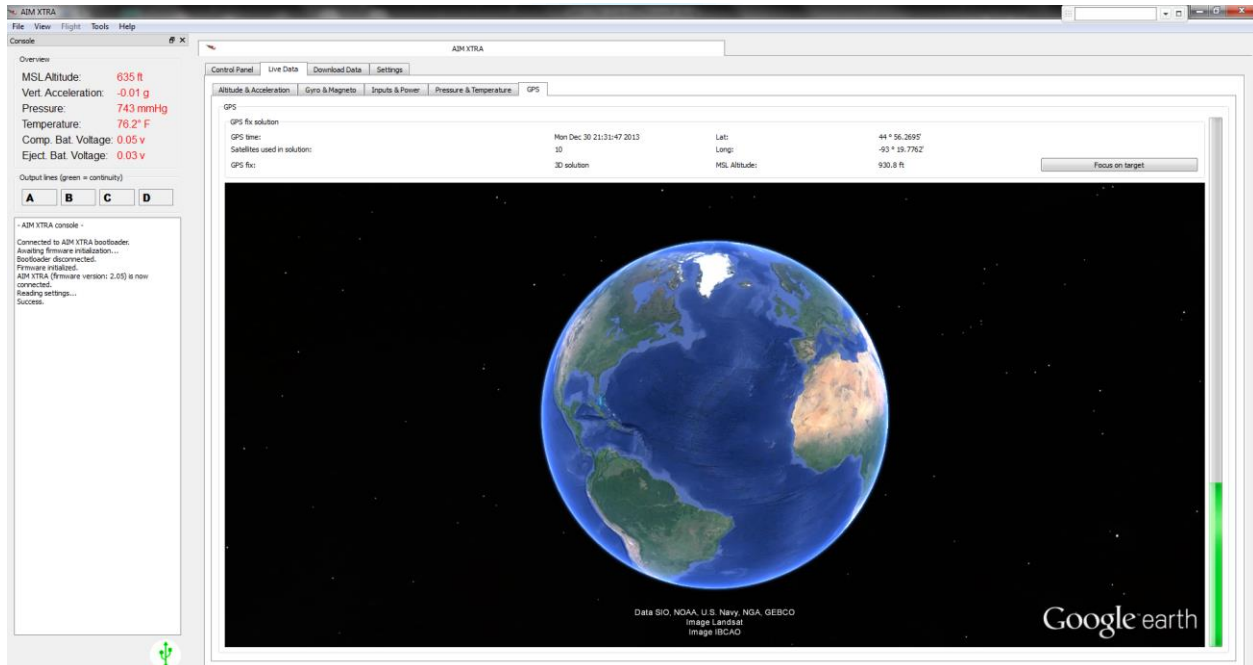 AIM XTRA
File View Flight Tools Help
Console
Overview
MSL Altitude: 635 ft
Vert. Acceleration: -0.01 g
Pressure: 743 mmHg
Temperature: 76.2° F
Comp. Bat. Voltage: 0.05 v
Eject. Bat. Voltage: 0.03 v
Output lines (green = continuity)
A B C D
- AIM XTRA console -
Connected to AIM XTRA bootloader.
Awaiting firmware initialization...
Bootloader disconnected.
Firmware initialized.
AIM XTRA (firmware version: 2.05) is now
connected.
Reading settings...
Success.
AIM XTRA
Control Panel Live Data Download Data Settings
Altitude & Acceleration Gyro & Magneto Inputs & Power Pressure & Temperature GPS
GPS
GPS fix solution
GPS time: Mon Dec 30 21:31:47 2013 Lat: 44 ° 56.2695'
Satellites used in solution: 10 Long: -93 ° 19.7762'
GPS fix: 3D solution MSL Altitude: 930.8 ft Focus on target
Data SIO, NOAA, U.S. Navy, NGA, GEBCO
Image Landsat
Image IBCAO
Google earth